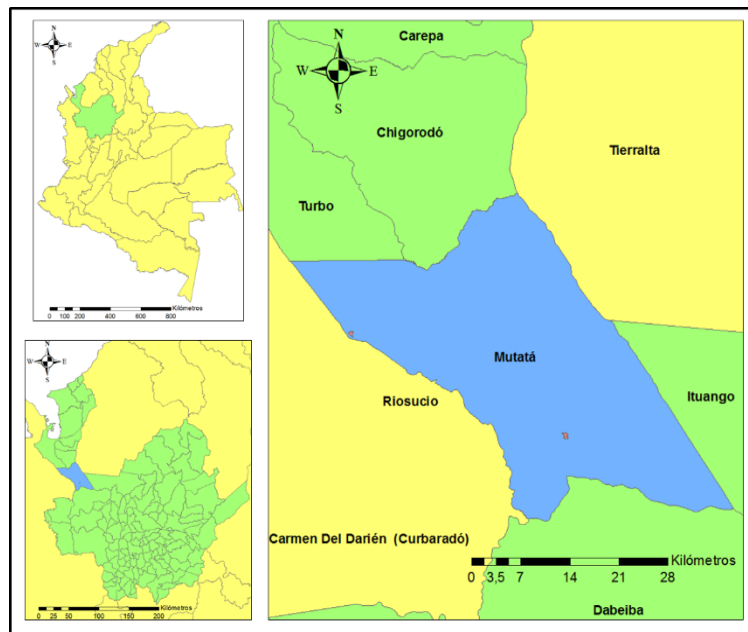 N
W E
S
0 100 200 400 600 800
Kilómetros
N
W E
S
0 25 50 100 150 200
Kilómetros
N
W E
S
Carepa
Chigorodó
Tierralta
Turbo
Mutatá
Riosucio
Ituango
Carmen Del Darién (Curbaradó)
Kilómetros
0 3,5 7 14 21 28
Dabeiba